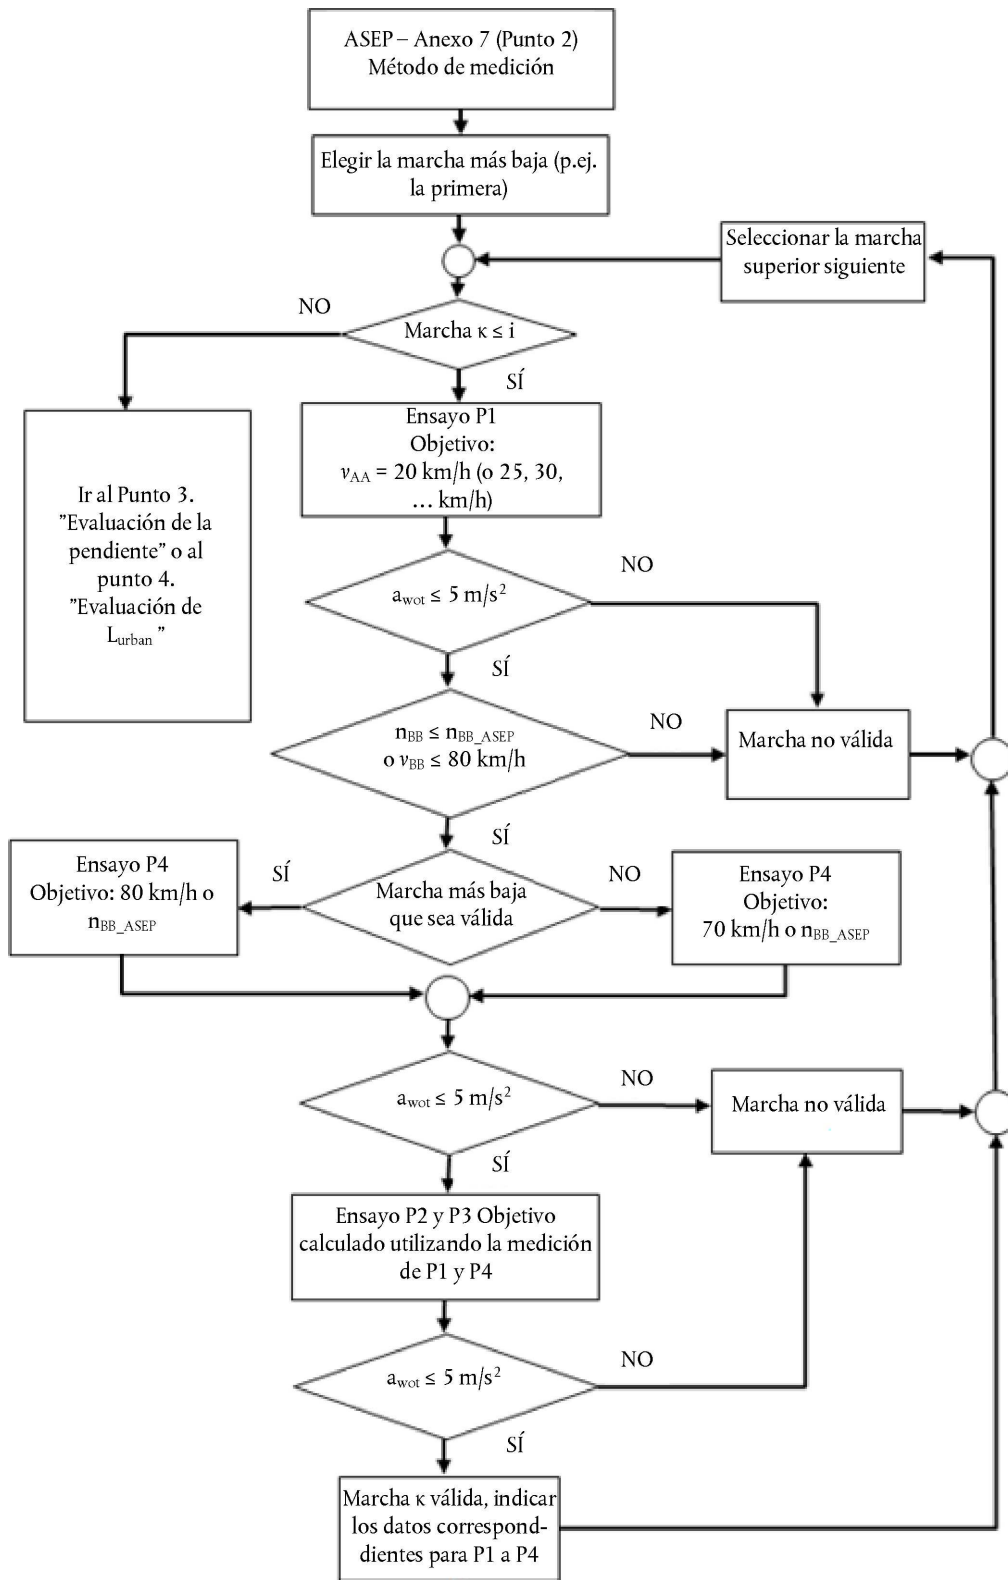 ASEP – Anexo 7 (Punto 2)
Método de medición
Elegir la marcha más baja (p.ej.
la primera)
Seleccionar la marcha
superior siguiente
NO
Marcha κ ≤ i
SÍ
Ensayo P1
Objetivo:
vAA = 20 km/h (o 25, 30,
... km/h)
Ir al Punto 3.
”Evaluación de la
pendiente” o al
punto 4.
"Evaluación de
Lurban ”
NO
awot ≤ 5 m/s²
SÍ
nBB ≤ nBB_ASEP
o vBB ≤ 80 km/h
NO
Marcha no válida
SÍ
Ensayo P4
Objetivo: 80 km/h o
nBB_ASEP
SÍ
Marcha más baja
que sea válida
NO
Ensayo P4
Objetivo:
70 km/h o nBB_ASEP
awot ≤ 5 m/s²
NO
Marcha no válida
SÍ
Ensayo P2 y P3 Objetivo
calculado utilizando la medición
de P1 y P4
awot ≤ 5 m/s²
NO
SÍ
Marcha κ válida, indicar
los datos correspond-
dientes para P1 a P4